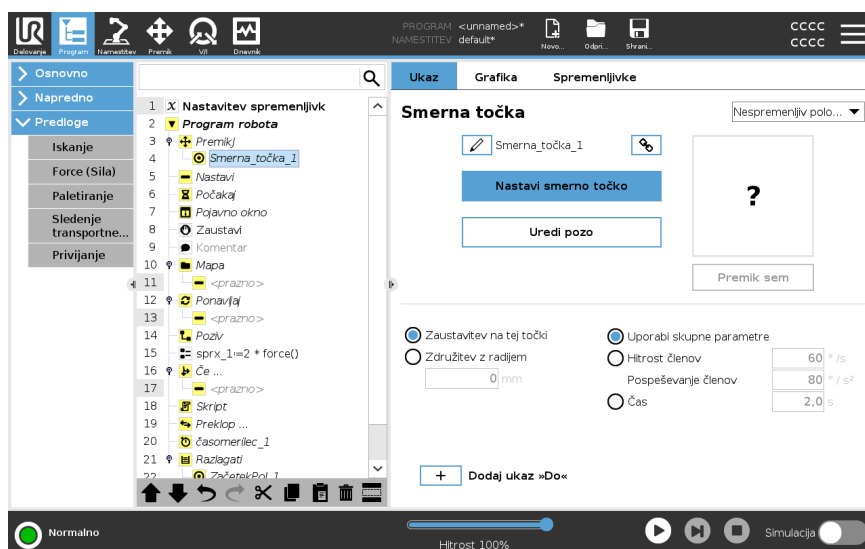 UR
PROGRAM <unnamed>*
NAMESTITEV default*
cccc
cccc
Delovanje Program Namestitev Premik V/I Dnevnik Novo... Odpri... Shrani...
Osnovno
Napredno
Predloge
Iskanje
Force (Sila)
Paletiranje
Sledenje
transportne...
Privijanje
1 X Nastavitev spremenljivk
2 Program robota
3 PremikJ
4 Smerna_točka_1
5 Nastavi
6 Počakaj
7 Pojavno okno
8 Zaustavi
9 Komentar
10 Mapa
11 <prazno>
12 Ponavljaj
13 <prazno>
14 Poziv
15 sprx_1:=2 * force()
16 Če ...
17 <prazno>
18 Skript
19 Preklop ...
20 časomerilec_1
21 Razlagati
22 ZačetekPol_1
Ukaz Grafika Spremenljivke
Smerna točka
Nespremenljiv polo...
Smerna_točka_1
Nastavi smerno točko
Uredi pozo
?
Premik sem
Zaustavitev na tej točki
Združitev z radijem
0 mm
Uporabi skupne parametre
Hitrost členov 60 ° /s
Pospeševanje členov 80 ° / s²
Čas 2,0 s
+ Dodaj ukaz »Do«
Normalno
Hitrost 100%
Simulacija